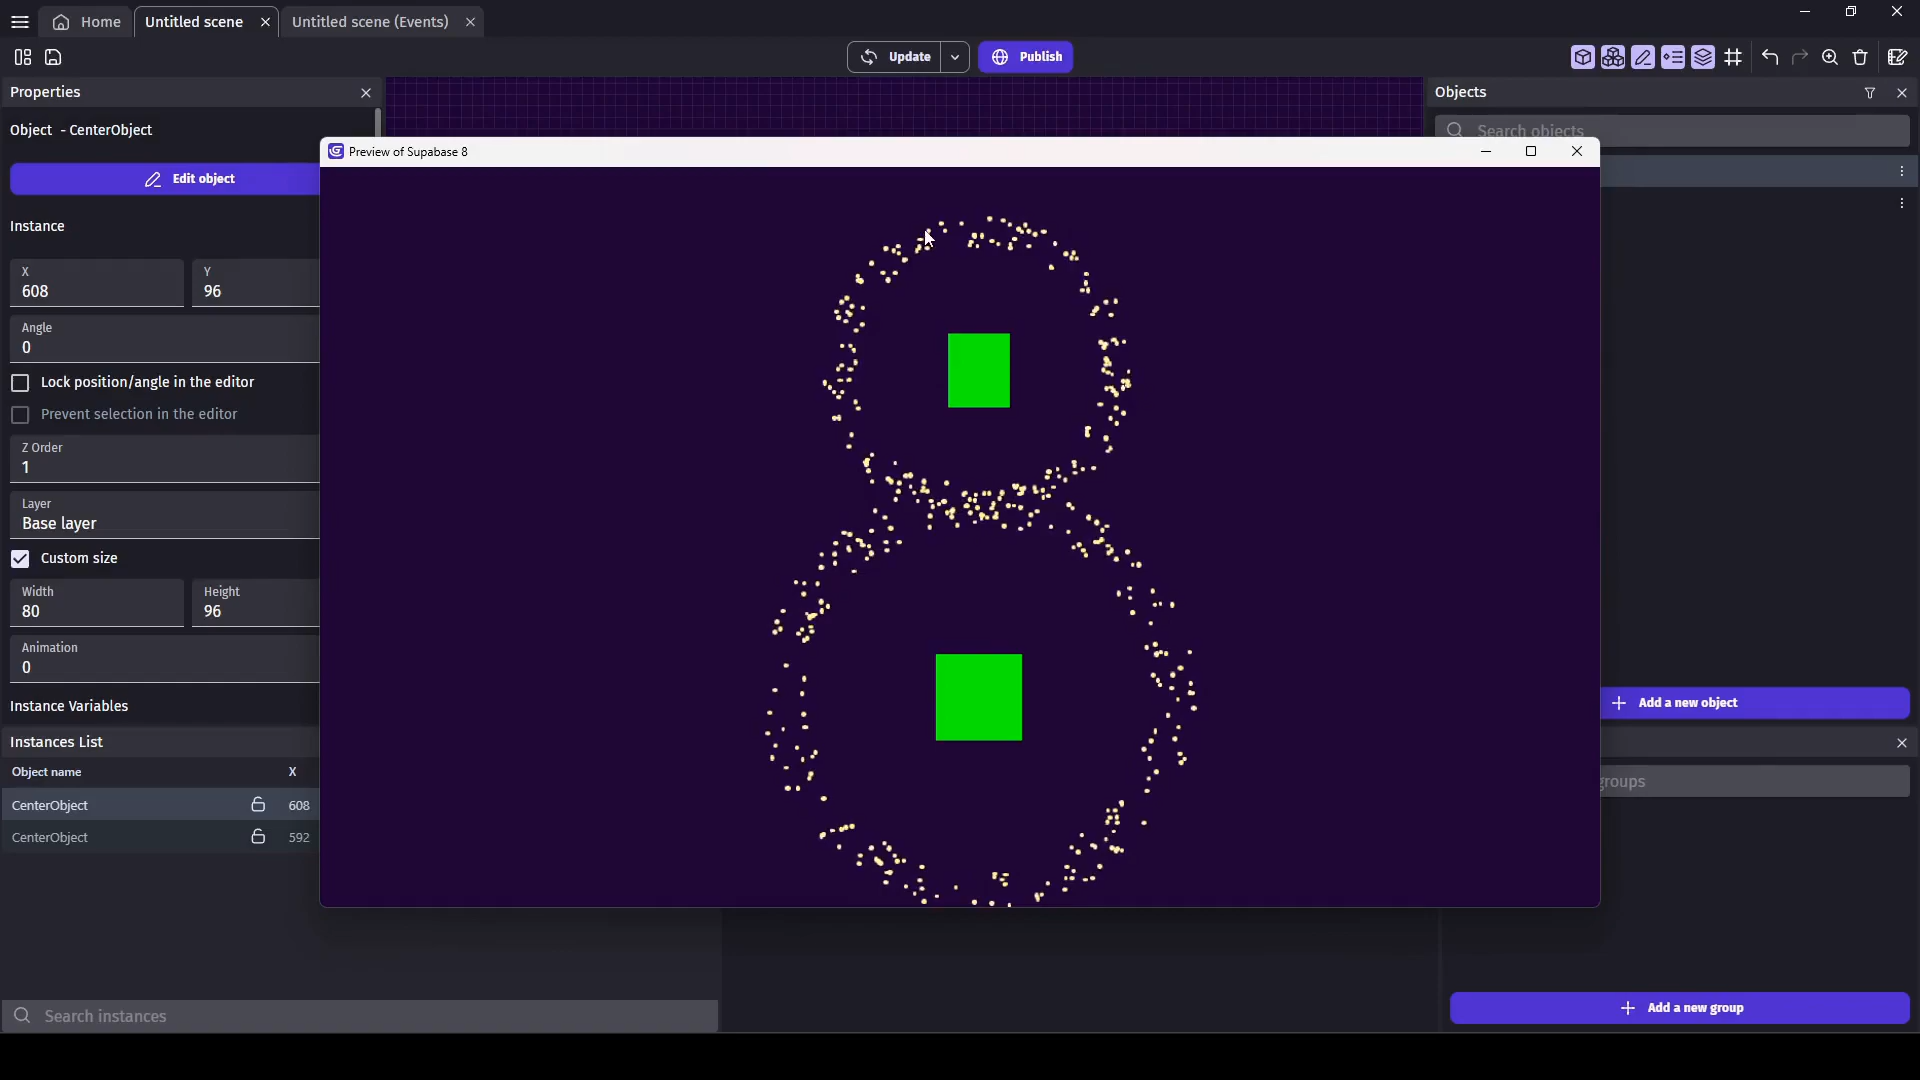 Home
Untitled scene
Untitled scene (Events)
Update
Publish
Properties
Objects
Object - CenterObject
Search objects
Preview of Supabase 8
Edit object
Instance
X
608
Y
96
Angle
0
Lock position/angle in the editor
Prevent selection in the editor
Z Order
1
Layer
Base layer
Custom size
Width
80
Height
96
Animation
0
Instance Variables
Add a new object
Instances List
Object name X
groups
CenterObject 608
CenterObject 592
Search instances
Add a new group